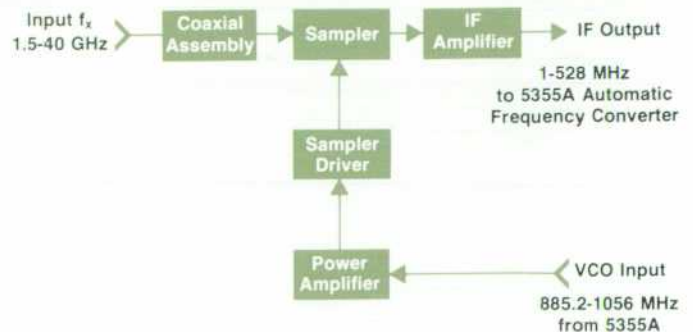 Input fx
1.5-40 GHz
Coaxial
Assembly
Sampler
IF
Amplifier
IF Output
1-528 MHz
to 5355A Automatic
Frequency Converter
Sampler
Driver
Power
Amplifier
VCO Input
885.2-1056 MHz
from 5355A